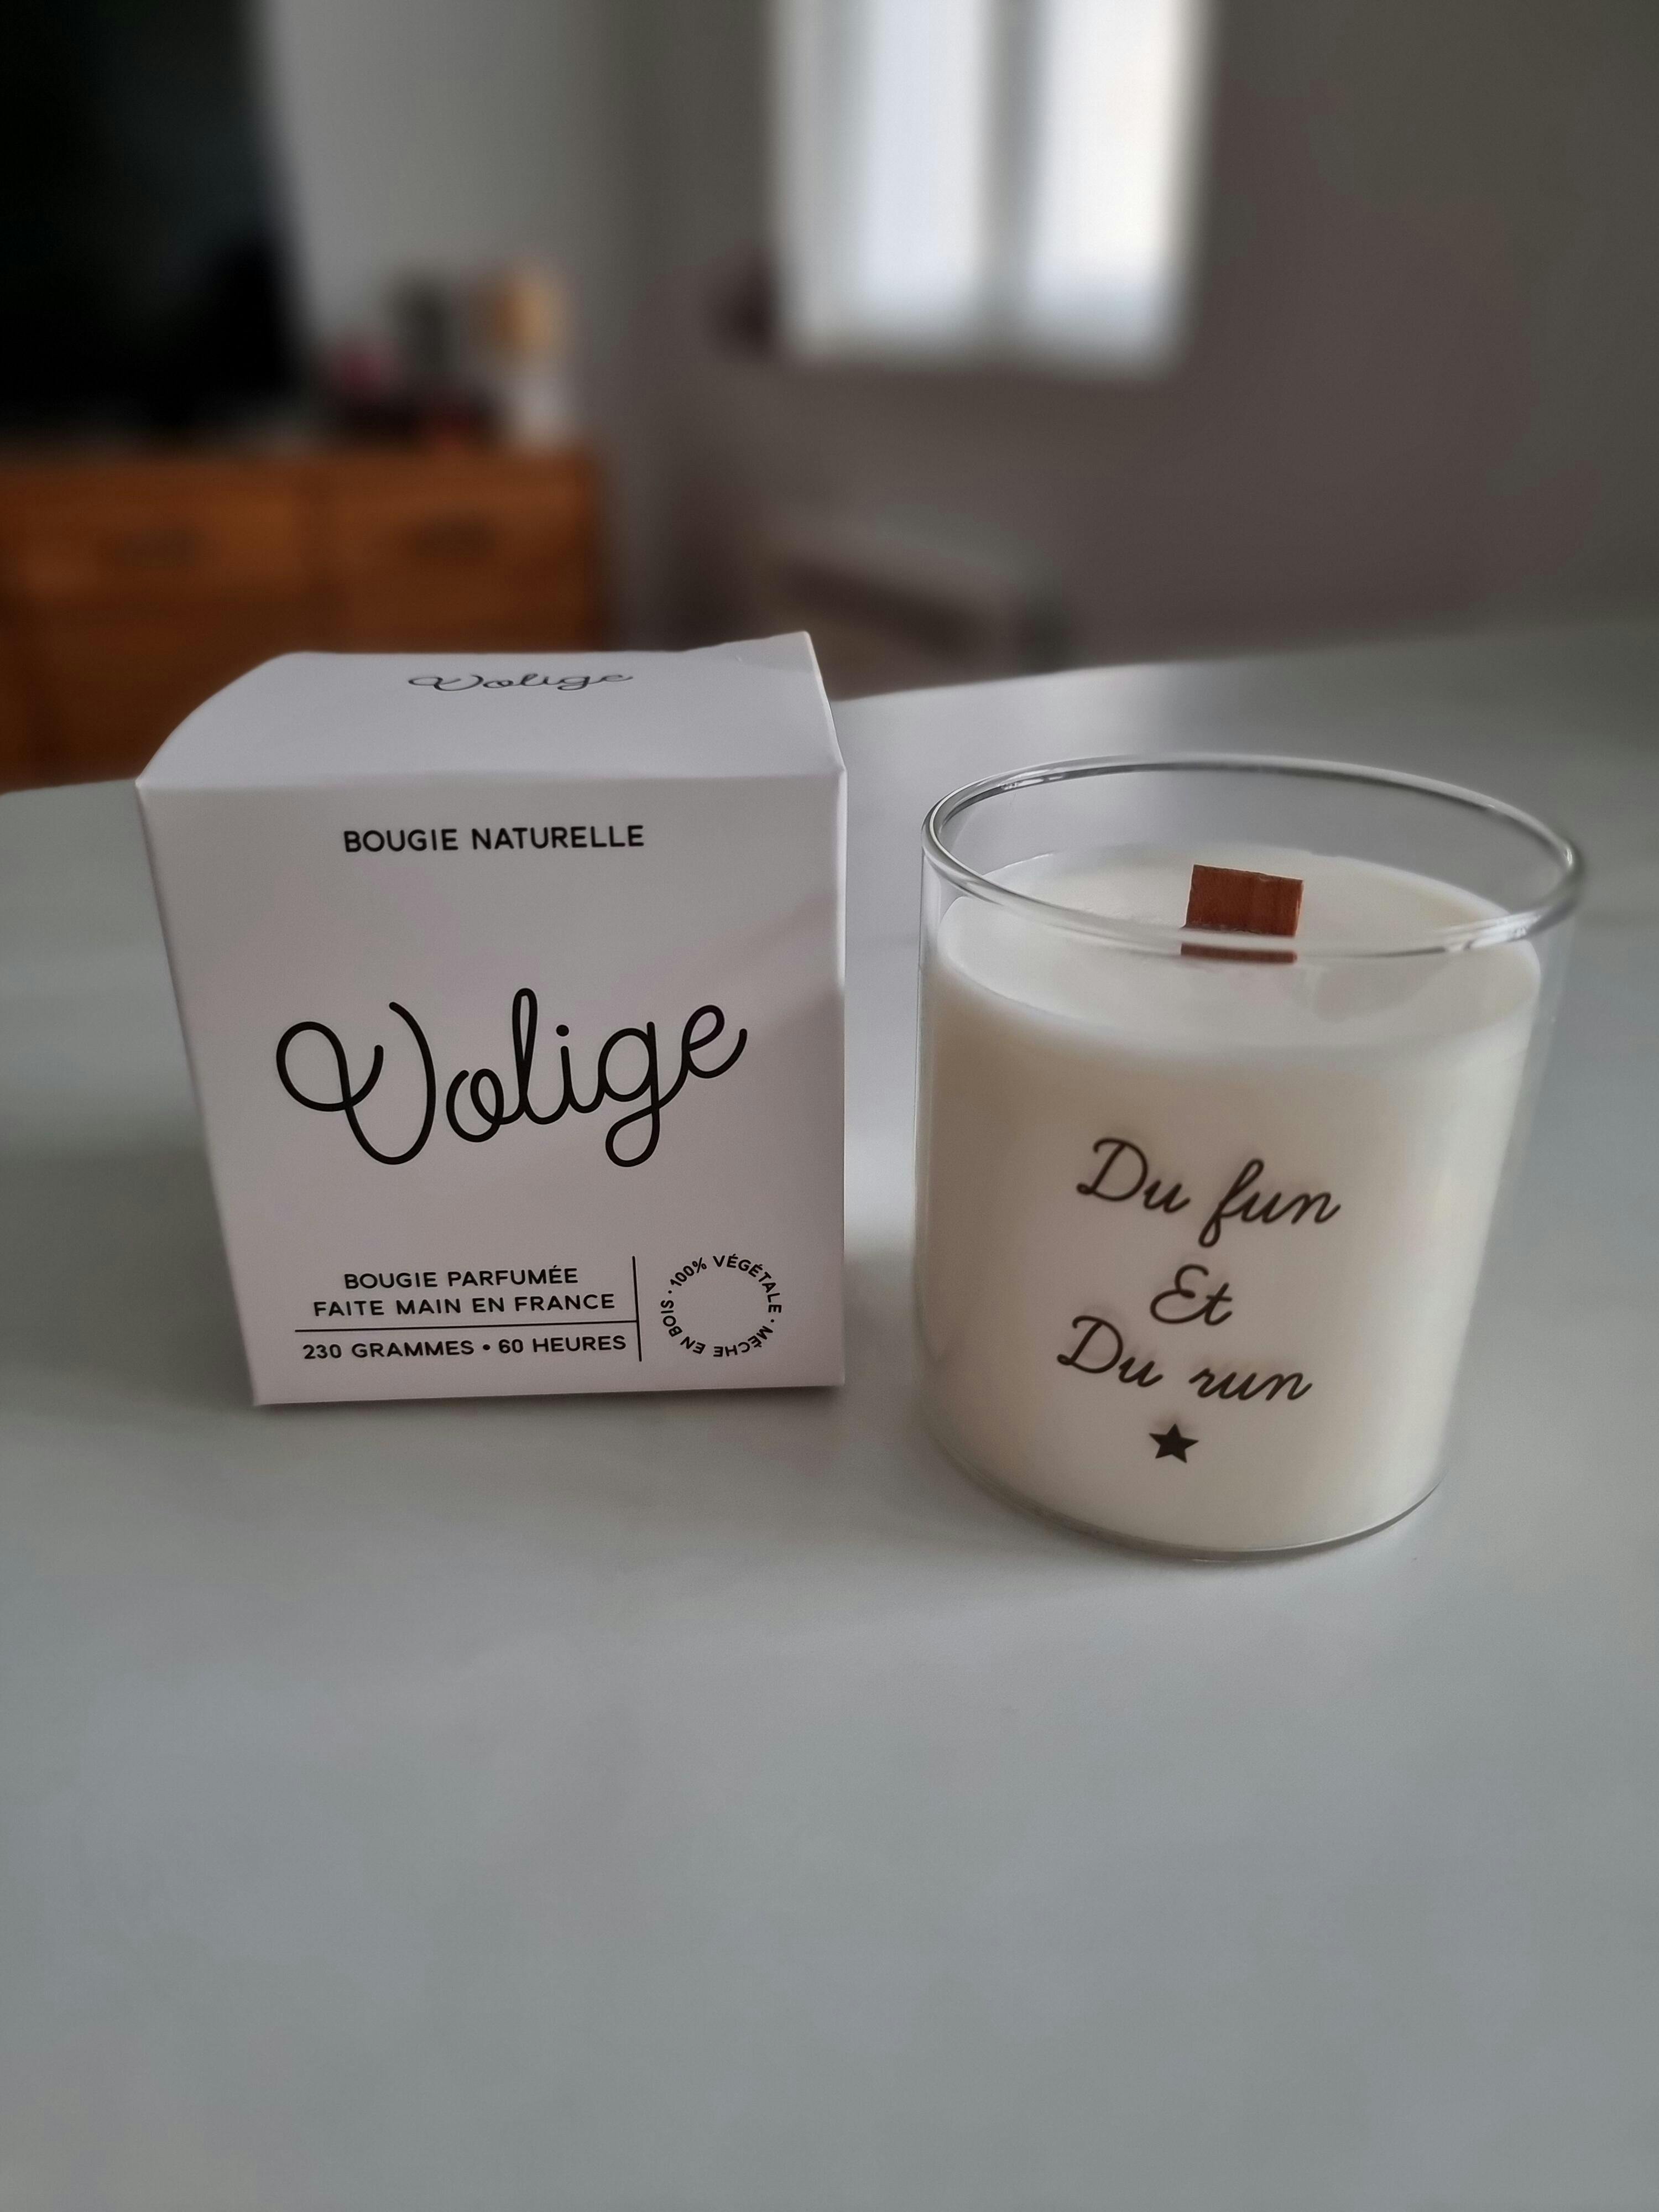 Volige
BOUGIE NATURELLE
Volige
BOUGIE PARFUMÉE
FAITE MAIN EN FRANCE
230 GRAMMES • 60 HEURES
100% VÉGÉTALE • MÈCHE EN BOIS •
Du fun
Et
Du run